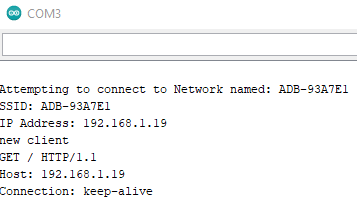 COM3
Attempting to connect to Network named: ADB-93A7E1
SSID: ADB-93A7E1
IP Address: 192.168.1.19
new client
GET / HTTP/1.1
Host: 192.168.1.19
Connection: keep-alive